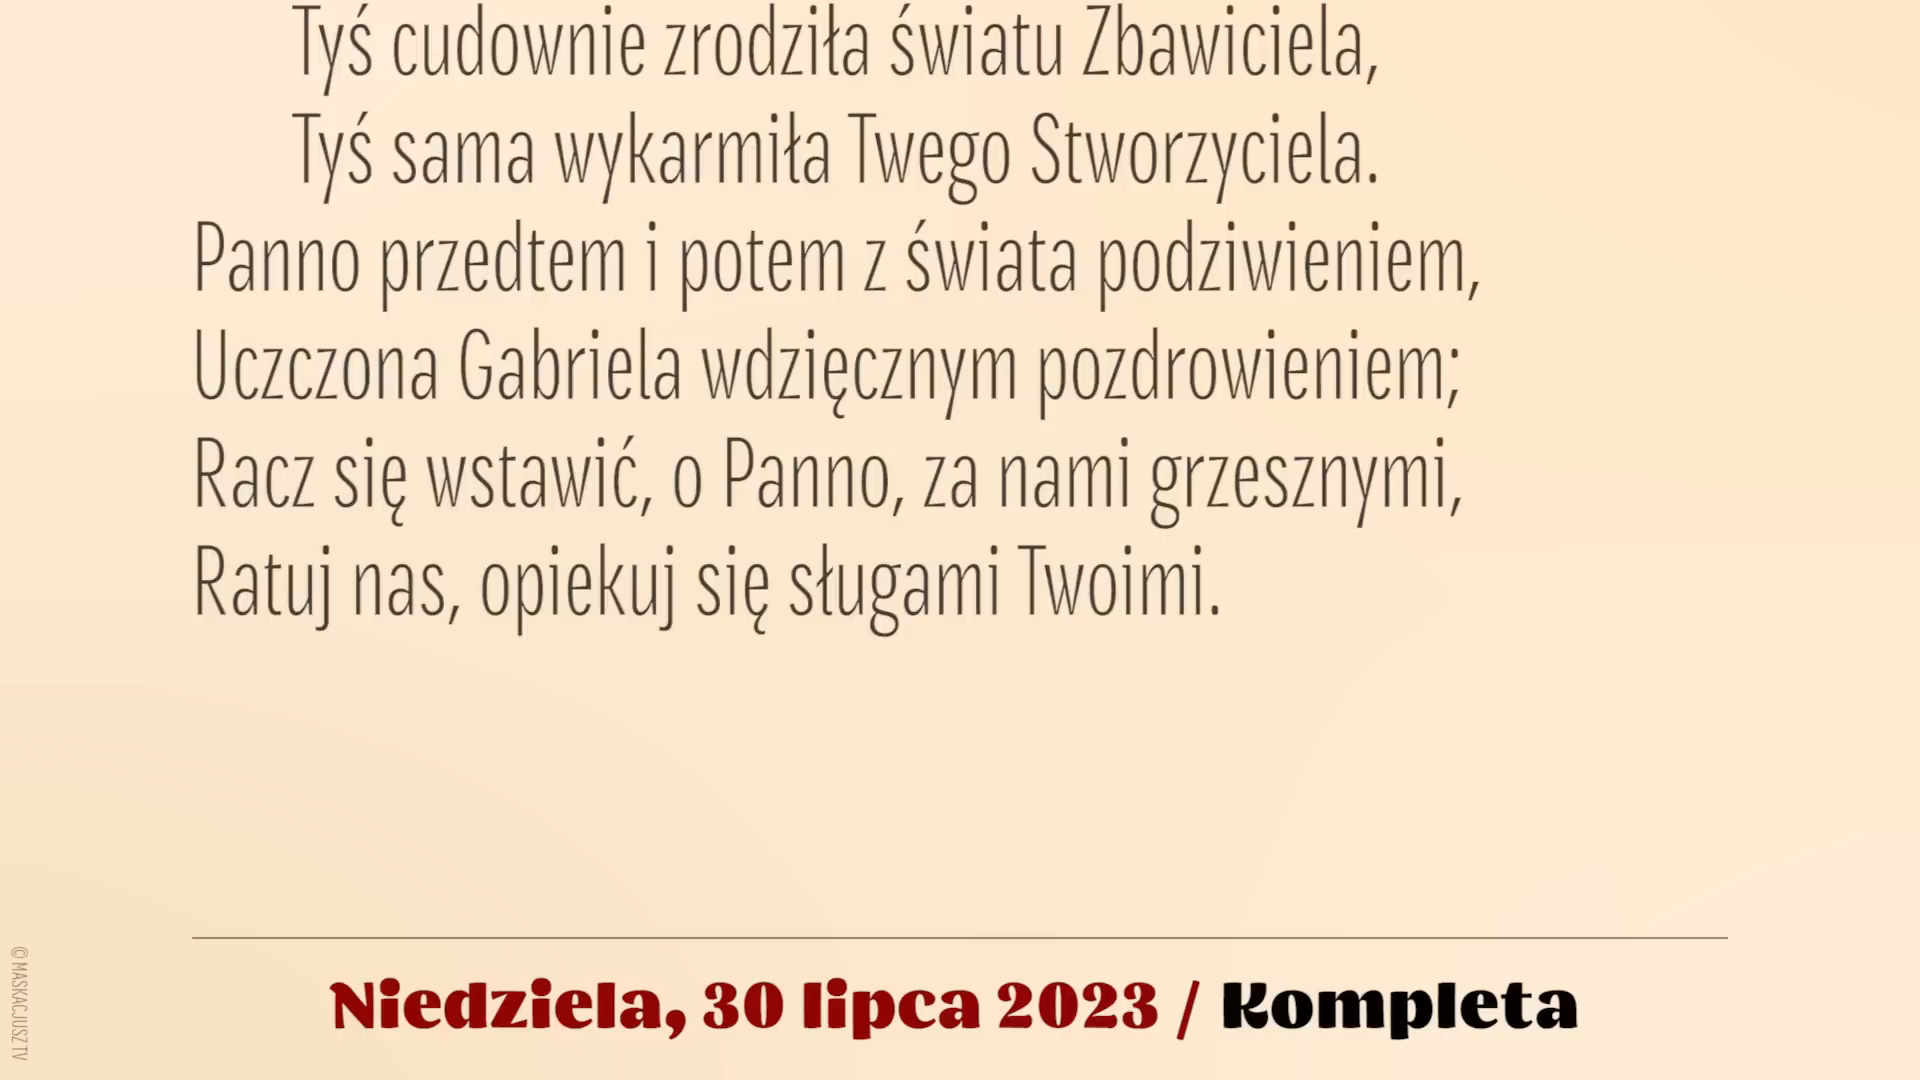 Tyś cudownie zrodziła światu Zbawiciela,
Tyś sama wykarmiła Twego Stworzyciela.
Panno przedtem i potem z świata podziwieniem,
Uczczona Gabriela wdzięcznym pozdrowieniem;
Racz się wstawić, o Panno, za nami grzesznymi,
Ratuj nas, opiekuj się sługami Twoimi.
Niedziela, 30 lipca 2023 / Kompleta
© MASKACJUSZ TV